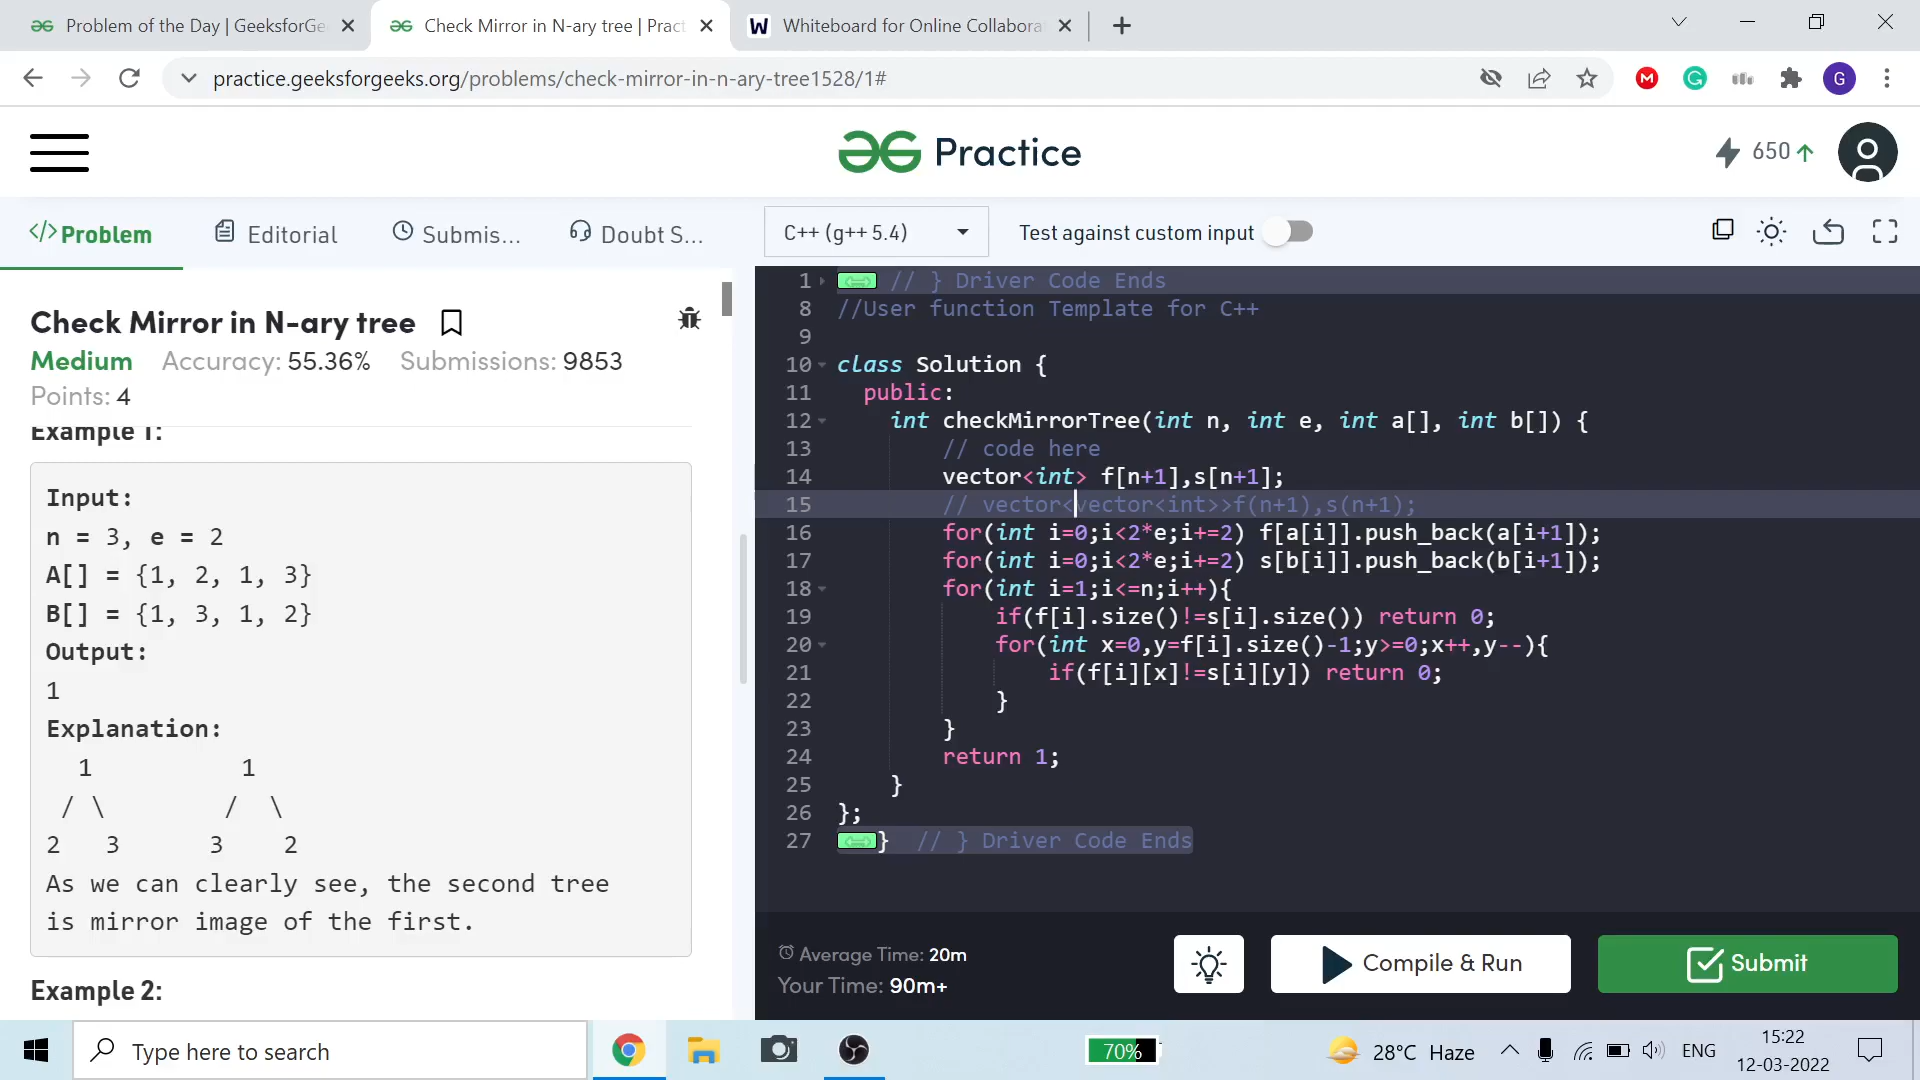 Problem of the Day | GeeksforGe
Check Mirror in N-ary tree | Pract
Whiteboard for Online Collabora
practice.geeksforgeeks.org/problems/check-mirror-in-n-ary-tree1528/1#
M
G
G
Practice
650
</>Problem
Editorial
Submis...
Doubt S...
C++ (g++ 5.4)
Test against custom input
Check Mirror in N-ary tree
Medium Accuracy: 55.36% Submissions: 9853
Points: 4
Example 1:
Input:
n = 3, e = 2
A[] = {1, 2, 1, 3}
B[] = {1, 3, 1, 2}
Output:
1
Explanation:
1 1
/ \ / \
2 3 3 2
As we can clearly see, the second tree
is mirror image of the first.
Example 2:
1 // } Driver Code Ends
8 //User function Template for C++
9
10 class Solution {
11 public:
12 int checkMirrorTree(int n, int e, int a[], int b[]) {
13 // code here
14 vector<int> f[n+1],s[n+1];
15 // vector<vector<int>>f(n+1),s(n+1);
16 for(int i=0;i<2*e;i+=2) f[a[i]].push_back(a[i+1]);
17 for(int i=0;i<2*e;i+=2) s[b[i]].push_back(b[i+1]);
18 for(int i=1;i<=n;i++){
19 if(f[i].size()!=s[i].size()) return 0;
20 for(int x=0,y=f[i].size()-1;y>=0;x++,y--){
21 if(f[i][x]!=s[i][y]) return 0;
22 }
23 }
24 return 1;
25 }
26 };
27 } // } Driver Code Ends
Average Time: 20m
Your Time: 90m+
Compile & Run
Submit
Type here to search
70%
28°C Haze
ENG
15:22
12-03-2022